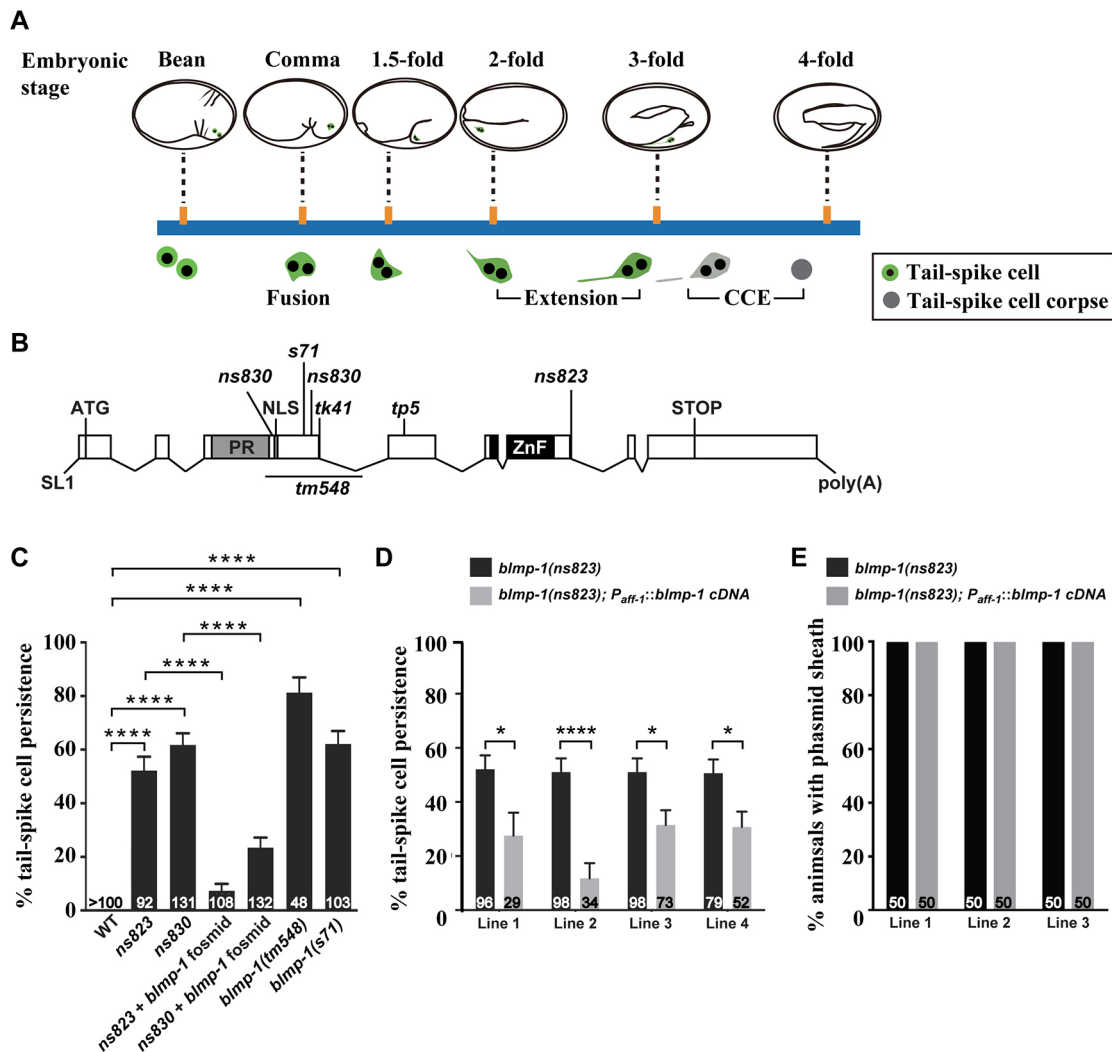 A
Embryonic stage
Bean
Comma
1.5-fold
2-fold
3-fold
4-fold
Fusion
Extension
CCE
Tail-spike cell
Tail-spike cell corpse
B
s71
ns830
ns830
ns823
ATG
NLS
tk41
tp5
STOP
PR
ZnF
SL1
tm548
poly(A)
C
****
****
****
****
****
****
% tail-spike cell persistence
100
80
60
40
20
0
>100
92
131
108
132
48
103
WT
ns823
ns830
ns823 + blmp-1 fosmid
ns830 + blmp-1 fosmid
blmp-1(tm548)
blmp-1(s71)
D
blmp-1(ns823)
blmp-1(ns823); Paff-1::blmp-1 cDNA
% tail-spike cell persistence
100
80
60
40
20
0
*
****
*
*
96
29
98
34
98
73
79
52
Line 1
Line 2
Line 3
Line 4
E
blmp-1(ns823)
blmp-1(ns823); Paff-1::blmp-1 cDNA
% animsals with phasmid sheath
100
80
60
40
20
0
50
50
50
50
50
50
Line 1
Line 2
Line 3